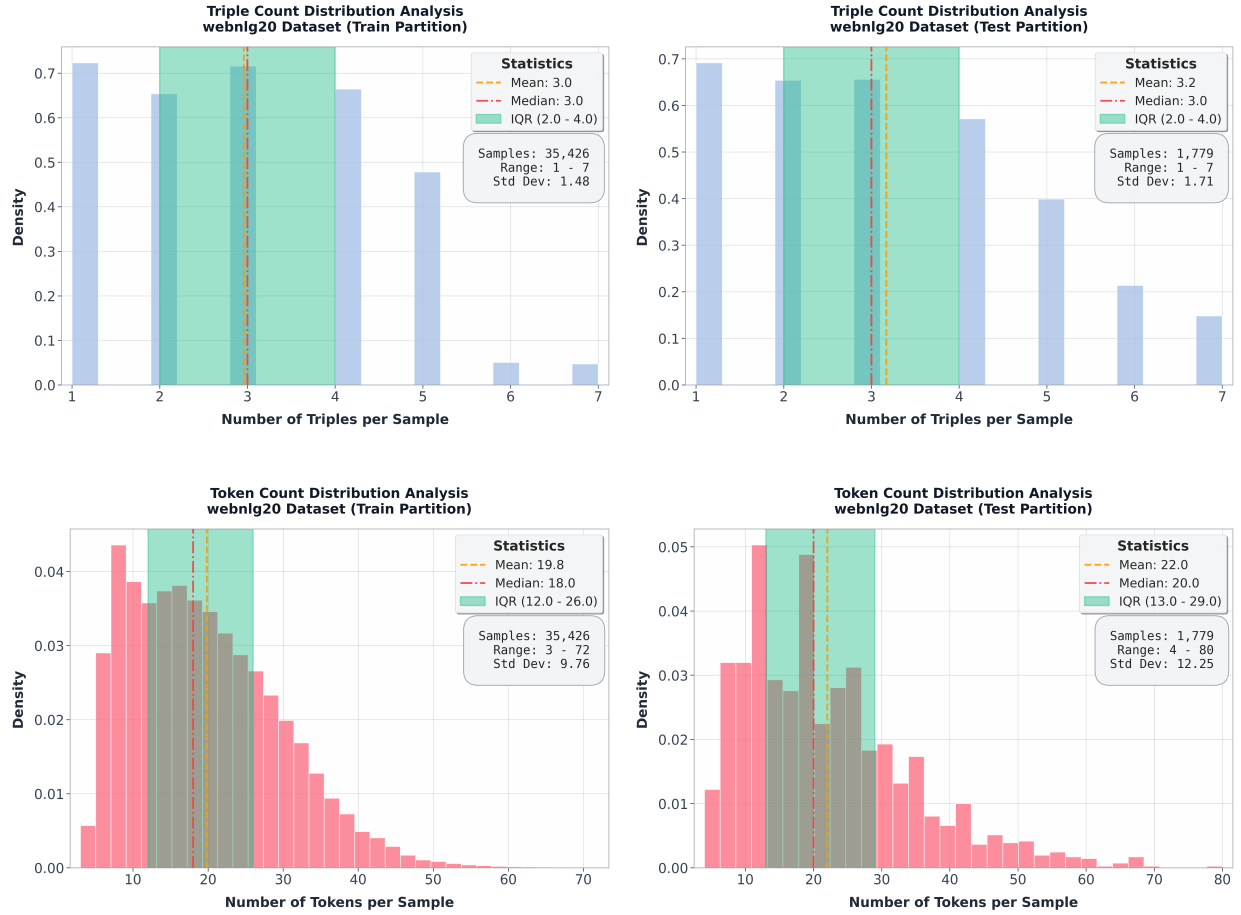 Triple Count Distribution Analysis
webnlg20 Dataset (Train Partition)
Density
0.7
0.6
0.5
0.4
0.3
0.2
0.1
0.0
Statistics
Mean: 3.0
Median: 3.0
IQR (2.0 - 4.0)
Samples: 35,426
Range: 1 - 7
Std Dev: 1.48
1 2 3 4 5 6 7
Number of Triples per Sample
Triple Count Distribution Analysis
webnlg20 Dataset (Test Partition)
Density
0.7
0.6
0.5
0.4
0.3
0.2
0.1
0.0
Statistics
Mean: 3.2
Median: 3.0
IQR (2.0 - 4.0)
Samples: 1,779
Range: 1 - 7
Std Dev: 1.71
1 2 3 4 5 6 7
Number of Triples per Sample
Token Count Distribution Analysis
webnlg20 Dataset (Train Partition)
Density
0.04
0.03
0.02
0.01
0.00
Statistics
Mean: 19.8
Median: 18.0
IQR (12.0 - 26.0)
Samples: 35,426
Range: 3 - 72
Std Dev: 9.76
10 20 30 40 50 60 70
Number of Tokens per Sample
Token Count Distribution Analysis
webnlg20 Dataset (Test Partition)
Density
0.05
0.04
0.03
0.02
0.01
0.00
Statistics
Mean: 22.0
Median: 20.0
IQR (13.0 - 29.0)
Samples: 1,779
Range: 4 - 80
Std Dev: 12.25
10 20 30 40 50 60 70 80
Number of Tokens per Sample